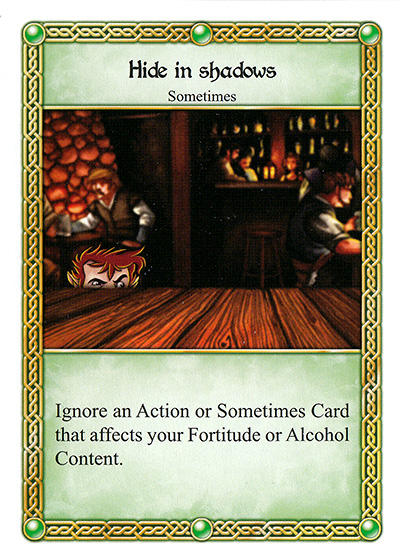 Hide in shadows
Sometimes
Ignore an Action or Sometimes Card
that affects your Fortitude or Alcohol
Content.